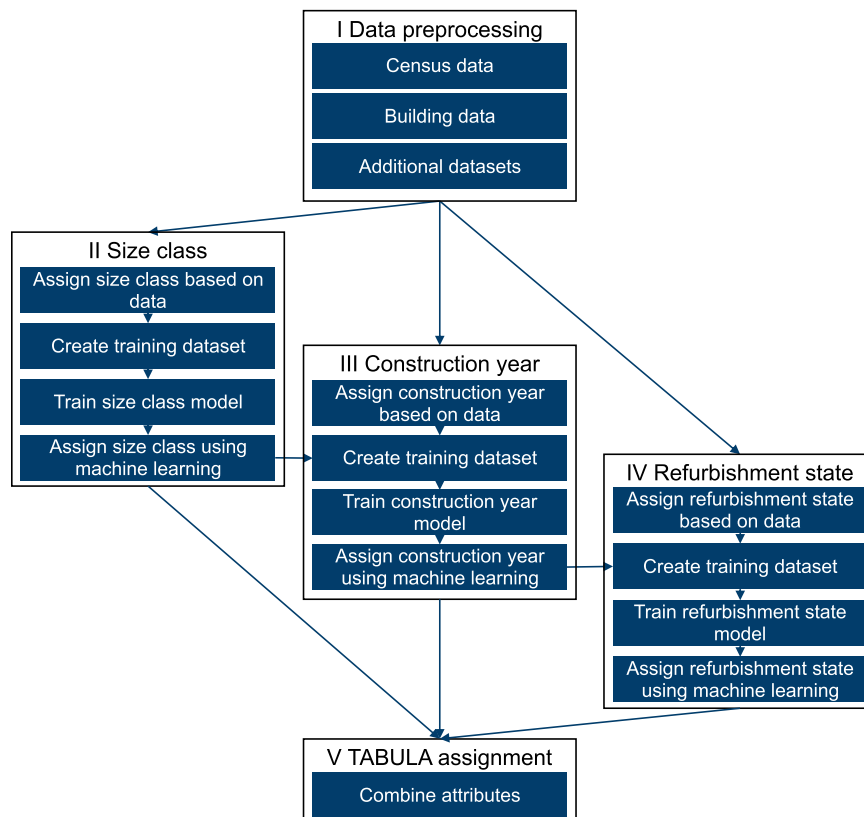 I Data preprocessing
Census data
Building data
Additional datasets
II Size class
Assign size class based on
data
Create training dataset
Train size class model
Assign size class using
machine learning
III Construction year
Assign construction year
based on data
Create training dataset
Train construction year
model
Assign construction year
using machine learning
IV Refurbishment state
Assign refurbishment state
based on data
Create training dataset
Train refurbishment state
model
Assign refurbishment state
using machine learning
V TABULA assignment
Combine attributes